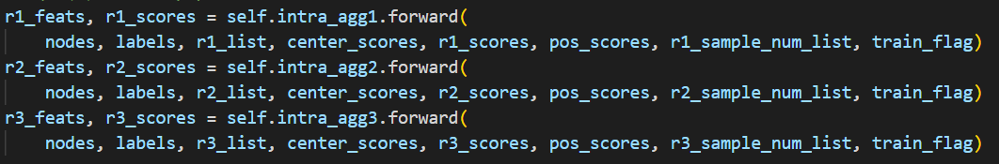 r1_feats, r1_scores = self.intra_agg1.forward(
    nodes, labels, r1_list, center_scores, r1_scores, pos_scores, r1_sample_num_list, train_flag)
r2_feats, r2_scores = self.intra_agg2.forward(
    nodes, labels, r2_list, center_scores, r2_scores, pos_scores, r2_sample_num_list, train_flag)
r3_feats, r3_scores = self.intra_agg3.forward(
    nodes, labels, r3_list, center_scores, r3_scores, pos_scores, r3_sample_num_list, train_flag)